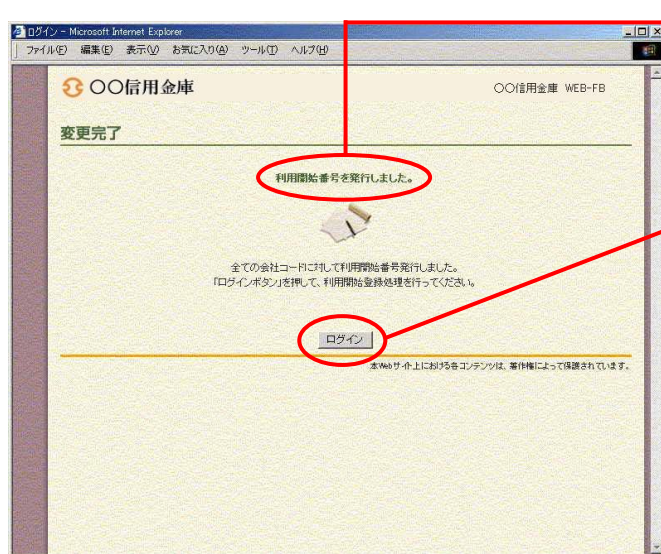 ログイン - Microsoft Internet Explorer
ファイル(F) 編集(E) 表示(V) お気に入り(A) ツール(T) ヘルプ(H)
〇〇信用金庫
〇〇信用金庫 WEB-FB
変更完了
利用開始番号を発行しました。
全ての会社コードに対して利用開始番号発行しました。
「ログインボタン」を押して、利用開始登録処理を行ってください。
ログイン
本Webサイト上における各コンテンツは、著作権によって保護されています。